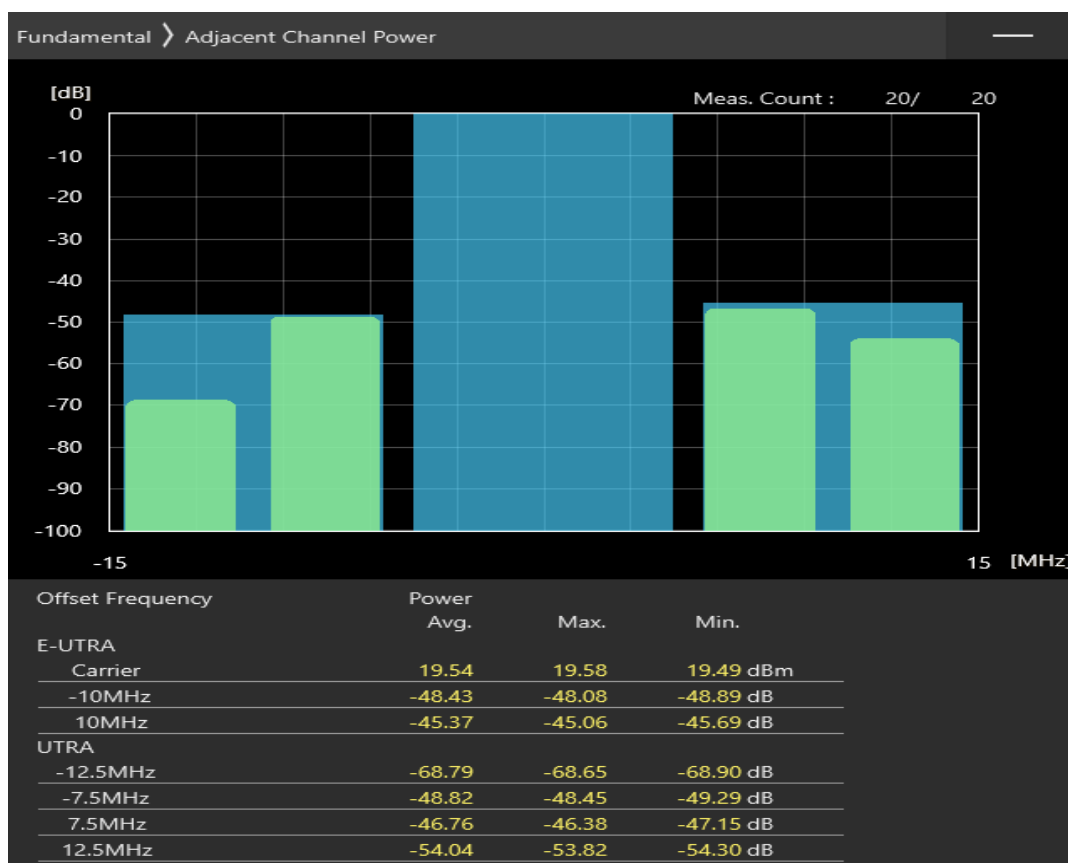 Fundamental 〉 Adjacent Channel Power
[dB]
Meas. Count : 20/ 20
0
-10
-20
-30
-40
-50
-60
-70
-80
-90
-100
-15 15 [MHz]
Offset Frequency Power
Avg. Max. Min.
E-UTRA
Carrier 19.54 19.58 19.49 dBm
-10MHz -48.43 -48.08 -48.89 dB
10MHz -45.37 -45.06 -45.69 dB
UTRA
-12.5MHz -68.79 -68.65 -68.90 dB
-7.5MHz -48.82 -48.45 -49.29 dB
7.5MHz -46.76 -46.38 -47.15 dB
12.5MHz -54.04 -53.82 -54.30 dB